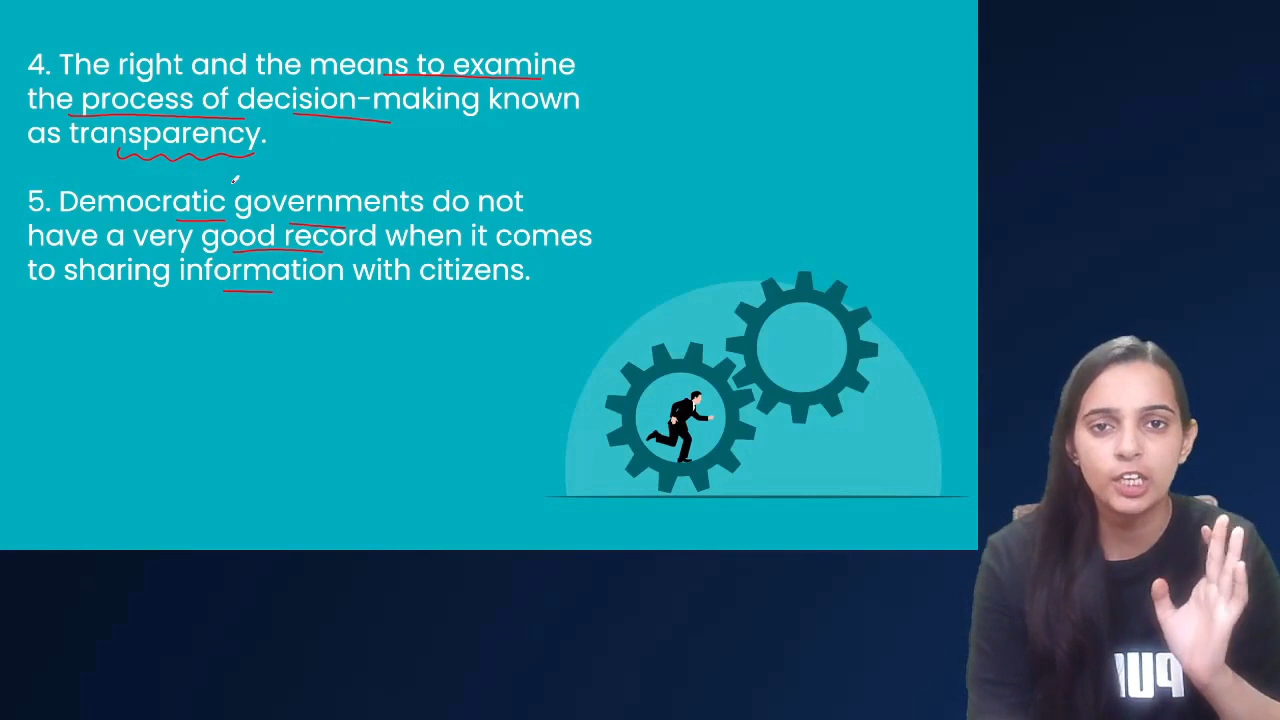 4. The right and the means to examine
the process of decision-making known
as transparency.
5. Democratic governments do not
have a very good record when it comes
to sharing information with citizens.